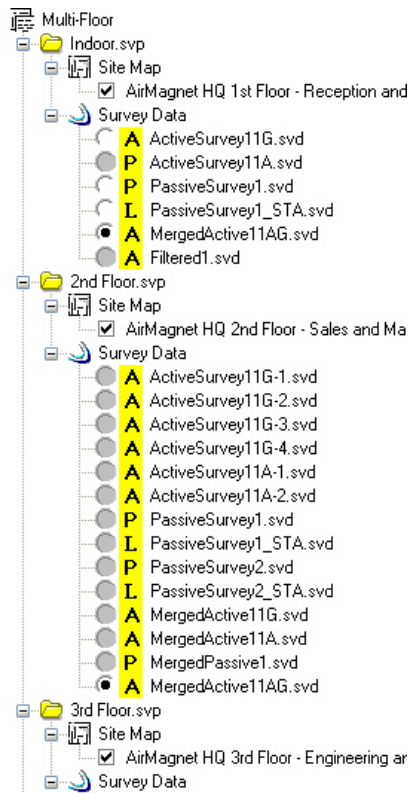 Multi-Floor
Indoor.svp
Site Map
AirMagnet HQ 1st Floor - Reception and
Survey Data
A ActiveSurvey11G.svd
P ActiveSurvey11A.svd
P PassiveSurvey1.svd
L PassiveSurvey1_STA.svd
A MergedActive11AG.svd
A Filtered1.svd
2nd Floor.svp
Site Map
AirMagnet HQ 2nd Floor - Sales and Ma
Survey Data
A ActiveSurvey11G-1.svd
A ActiveSurvey11G-2.svd
A ActiveSurvey11G-3.svd
A ActiveSurvey11G-4.svd
A ActiveSurvey11A-1.svd
A ActiveSurvey11A-2.svd
P PassiveSurvey1.svd
L PassiveSurvey1_STA.svd
P PassiveSurvey2.svd
L PassiveSurvey2_STA.svd
A MergedActive11G.svd
A MergedActive11A.svd
P MergedPassive1.svd
A MergedActive11AG.svd
3rd Floor.svp
Site Map
AirMagnet HQ 3rd Floor - Engineering ar
Survey Data